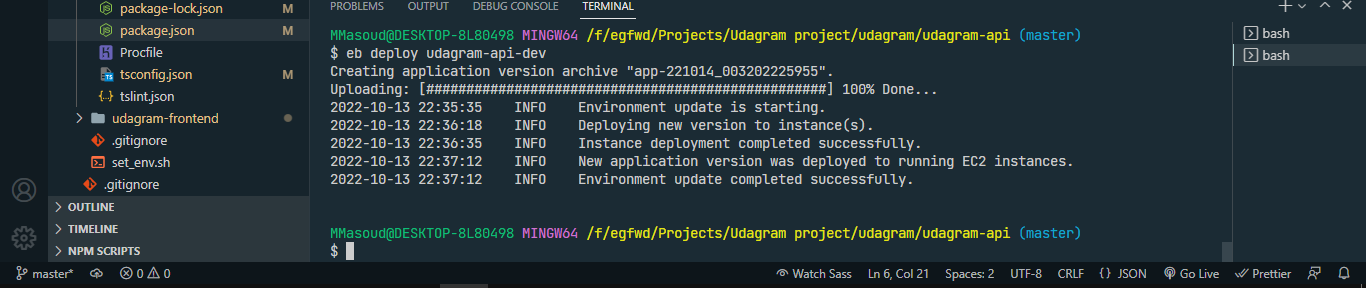 package-lock.json M
package.json M
Procfile
tsconfig.json M
tslint.json
udagram-frontend
.gitignore
set_env.sh
.gitignore
OUTLINE
TIMELINE
NPM SCRIPTS
PROBLEMS OUTPUT DEBUG CONSOLE TERMINAL
MMasoud@DESKTOP-8L80498 MINGW64 /f/egfwd/Projects/Udagram project/udagram/udagram-api (master)
$ eb deploy udagram-api-dev
Creating application version archive "app-221014_003202225955".
Uploading: [##################################################] 100% Done...
2022-10-13 22:35:35 INFO Environment update is starting.
2022-10-13 22:36:18 INFO Deploying new version to instance(s).
2022-10-13 22:36:35 INFO Instance deployment completed successfully.
2022-10-13 22:37:12 INFO New application version was deployed to running EC2 instances.
2022-10-13 22:37:12 INFO Environment update completed successfully.
MMasoud@DESKTOP-8L80498 MINGW64 /f/egfwd/Projects/Udagram project/udagram/udagram-api (master)
$
bash
bash
master* 0 0 Watch Sass Ln 6, Col 21 Spaces: 2 UTF-8 CRLF {} JSON Go Live Prettier